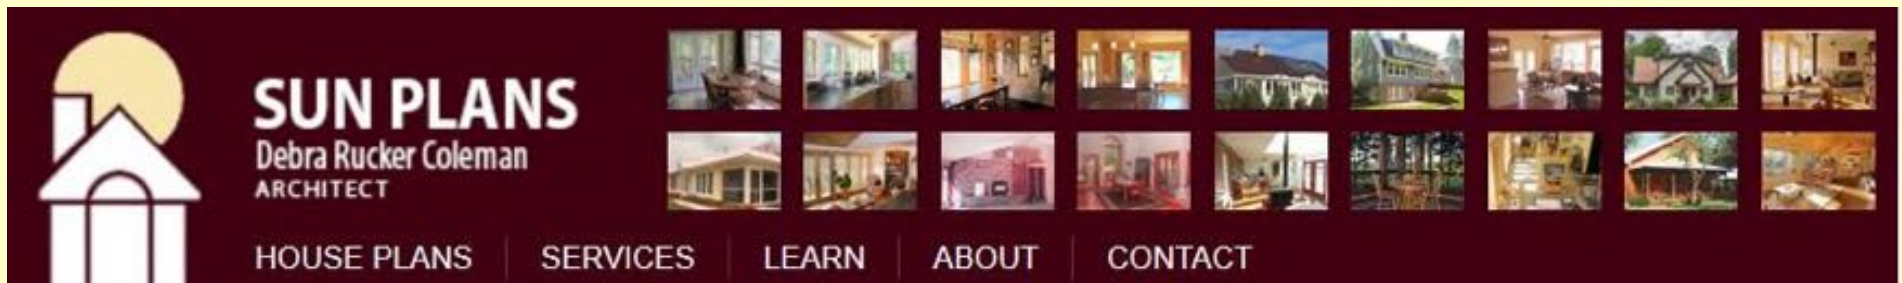 SUN PLANS
Debra Rucker Coleman
ARCHITECT
HOUSE PLANS SERVICES LEARN ABOUT CONTACT